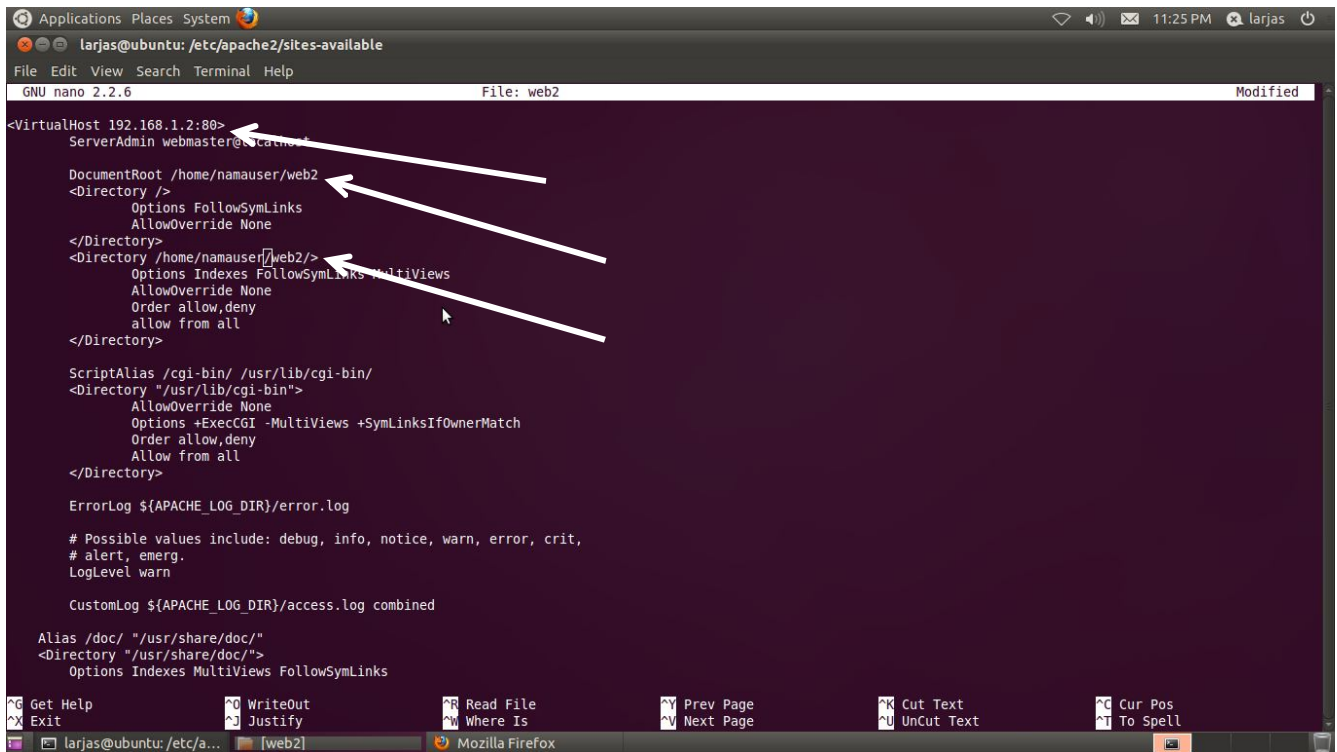 Applications Places System 11:25 PM larjas
larjas@ubuntu: /etc/apache2/sites-available
File Edit View Search Terminal Help
GNU nano 2.2.6 File: web2 Modified
<VirtualHost 192.168.1.2:80>
ServerAdmin webmaster@localhost
DocumentRoot /home/namauser/web2
<Directory />
Options FollowSymLinks
AllowOverride None
</Directory>
<Directory /home/namauser/web2/>
Options Indexes FollowSymLinks MultiViews
AllowOverride None
Order allow,deny
allow from all
</Directory>
ScriptAlias /cgi-bin/ /usr/lib/cgi-bin/
<Directory "/usr/lib/cgi-bin">
AllowOverride None
Options +ExecCGI -MultiViews +SymLinksIfOwnerMatch
Order allow,deny
Allow from all
</Directory>
ErrorLog ${APACHE_LOG_DIR}/error.log
# Possible values include: debug, info, notice, warn, error, crit,
# alert, emerg.
LogLevel warn
CustomLog ${APACHE_LOG_DIR}/access.log combined
Alias /doc/ "/usr/share/doc/"
<Directory "/usr/share/doc/">
Options Indexes MultiViews FollowSymLinks
^G Get Help ^O WriteOut ^R Read File ^Y Prev Page ^K Cut Text ^C Cur Pos
^X Exit ^J Justify ^W Where Is ^V Next Page ^U UnCut Text ^T To Spell
larjas@ubuntu: /etc/a... [web2] Mozilla Firefox